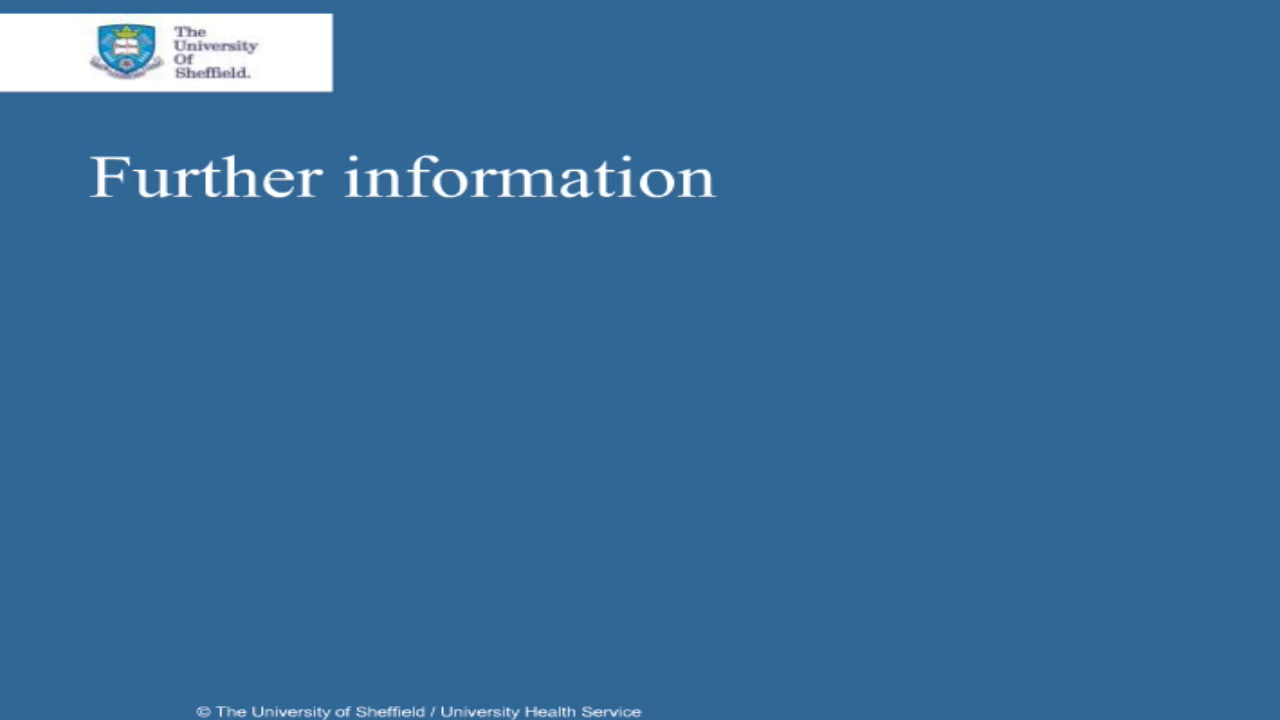 The
University
Of
Sheffield.
Further information
© The University of Sheffield / University Health Service